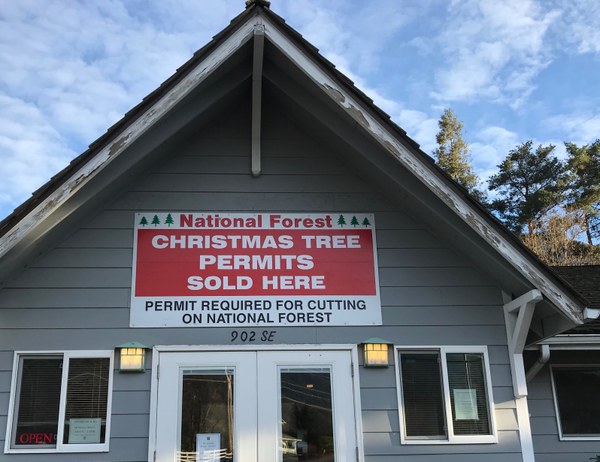 National Forest
CHRISTMAS TREE
PERMITS
SOLD HERE
PERMIT REQUIRED FOR CUTTING
ON NATIONAL FOREST
902 SE
OPEN